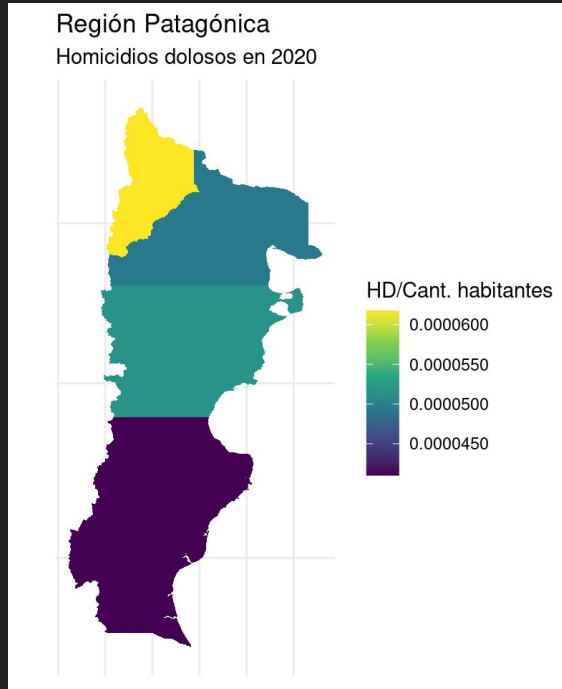 Región Patagónica
Homicidios dolosos en 2020
HD/Cant. habitantes
0.0000600
0.0000550
0.0000500
0.0000450